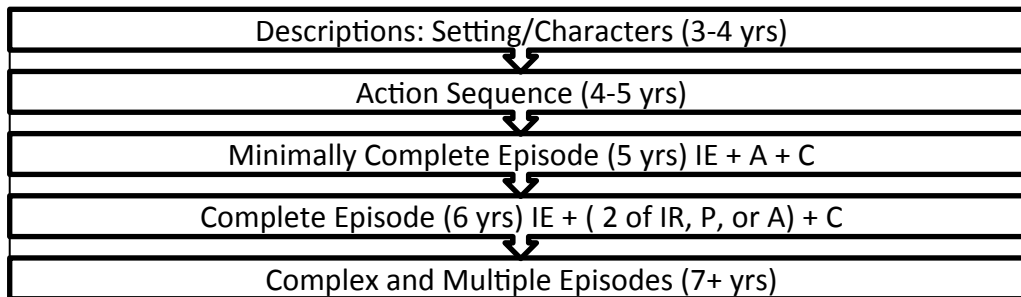 Descriptions: Setting/Characters (3-4 yrs)
Action Sequence (4-5 yrs)
Minimally Complete Episode (5 yrs) IE + A + C
Complete Episode (6 yrs) IE + ( 2 of IR, P, or A) + C
Complex and Multiple Episodes (7+ yrs)